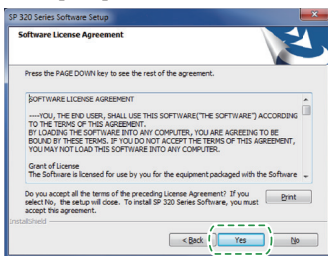 SP 320 Series Software Setup
Software License Agreement
Press the PAGE DOWN key to see the rest of the agreement.
SOFTWARE LICENSE AGREEMENT
----YOU, THE END USER, SHALL USE THIS SOFTWARE("THE SOFTWARE") ACCORDING
TO THE TERMS OF THIS AGREEMENT.
BY LOADING THE SOFTWARE INTO ANY COMPUTER, YOU ARE AGREEING TO BE
BOUND BY THESE TERMS. IF YOU DO NOT ACCEPT THE TERMS OF THIS AGREEMENT,
YOU MAY NOT LOAD THIS SOFTWARE INTO ANY COMPUTER.
Grant of License
The Software is licensed for use by you for the equipment packaged with the Software
Do you accept all the terms of the preceding License Agreement? If you
select No, the setup will close. To install SP 320 Series Software, you must
accept this agreement.
Print
InstallShield
< Back
Yes
No